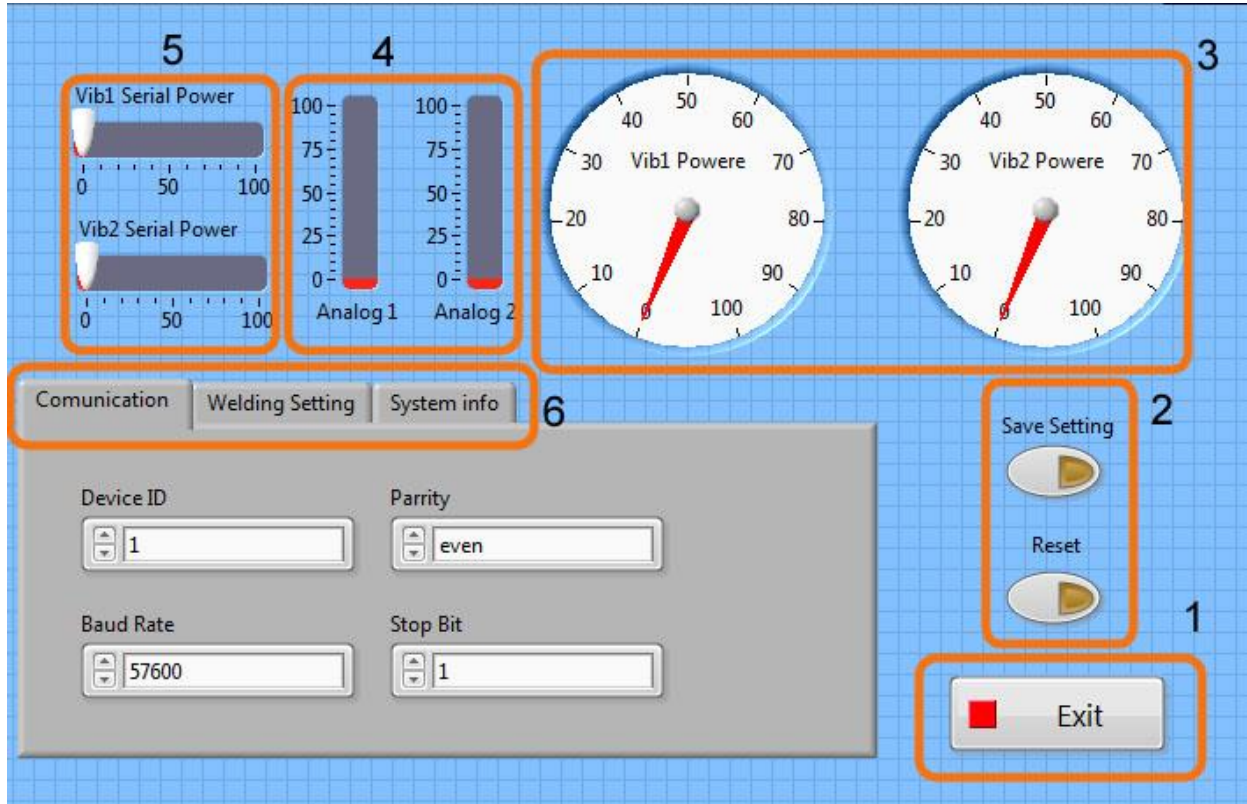 5
4
3
Vib1 Serial Power
0 50 100
Vib2 Serial Power
0 50 100
100
75
50
25
0
Analog 1
100
75
50
25
0
Analog 2
50
40 60
30 Vib1 Powere 70
20 80
10 90
0 100
50
40 60
30 Vib2 Powere 70
20 80
10 90
0 100
Comunication Welding Setting System info
6
Device ID
1
Parrity
even
Baud Rate
57600
Stop Bit
1
2
Save Setting
Reset
1
Exit